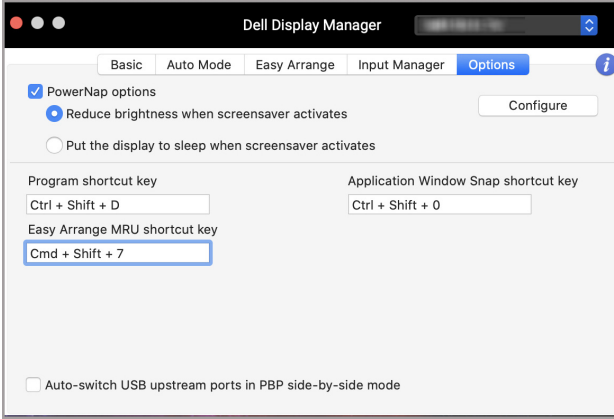 Dell Display Manager
Basic
Auto Mode
Easy Arrange
Input Manager
Options
i
PowerNap options
Reduce brightness when screensaver activates
Configure
Put the display to sleep when screensaver activates
Program shortcut key
Application Window Snap shortcut key
Ctrl + Shift + D
Ctrl + Shift + 0
Easy Arrange MRU shortcut key
Cmd + Shift + 7
Auto-switch USB upstream ports in PBP side-by-side mode